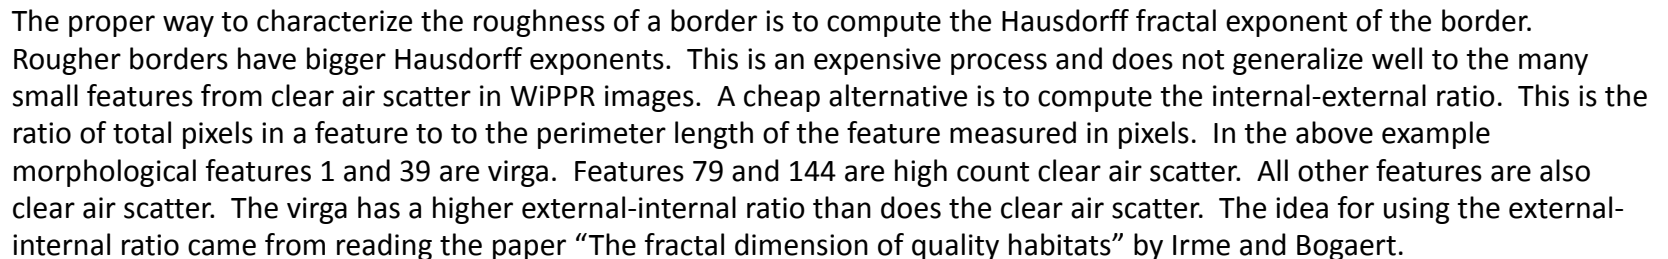 The proper way to characterize the roughness of a border is to compute the Hausdorff fractal exponent of the border.
Rougher borders have bigger Hausdorff exponents.  This is an expensive process and does not generalize well to the many
small features from clear air scatter in WiPPR images.  A cheap alternative is to compute the internal-external ratio.  This is the
ratio of total pixels in a feature to to the perimeter length of the feature measured in pixels.  In the above example
morphological features 1 and 39 are virga.  Features 79 and 144 are high count clear air scatter.  All other features are also
clear air scatter.  The virga has a higher external-internal ratio than does the clear air scatter.  The idea for using the external-
internal ratio came from reading the paper “The fractal dimension of quality habitats” by Irme and Bogaert.